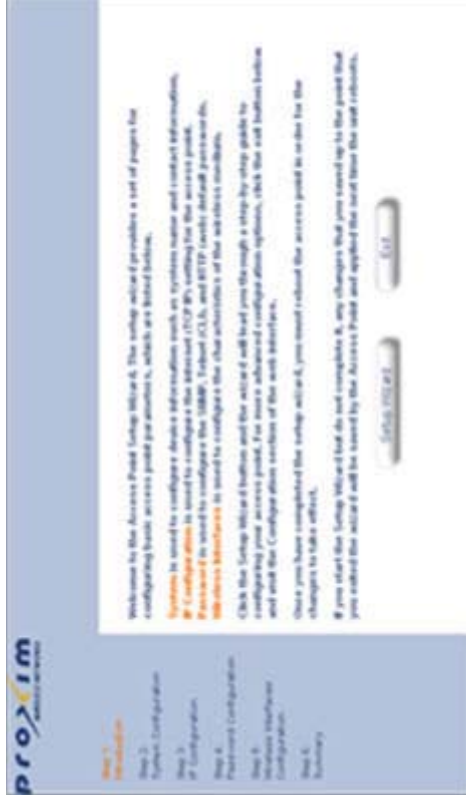 proxim
WIRELESS NETWORKS
Step 1
Introduction
Step 2
System Configuration
Step 3
IP Configuration
Step 4
Password Configuration
Step 5
Wireless Interfaces
Configuration
Step 6
Summary
Welcome to the Access Point Setup Wizard. The setup wizard provides a set of pages for
configuring basic access point parameters, which are listed below.
System is used to configure device information such as system name and contact information.
IP Configuration is used to configure the internet (TCP/IP) setting for the access point.
Password is used to configure the SNMP, Telnet (CLI), and HTTP (web) default passwords.
Wireless Interfaces is used to configure the characteristics of the wireless medium.
Click the Setup Wizard button and the wizard will lead you through a step-by-step guide to
configuring your access point. For more advanced configuration options, click the exit button below
and visit the Configuration section of the web interface.
Once you have completed the setup wizard, you must reboot the access point in order for the
changes to take effect.
If you start the Setup Wizard but do not complete it, any changes that you saved up to the point that
you exited the wizard will be saved by the Access Point and applied the next time the unit reboots.
Setup Wizard
Exit